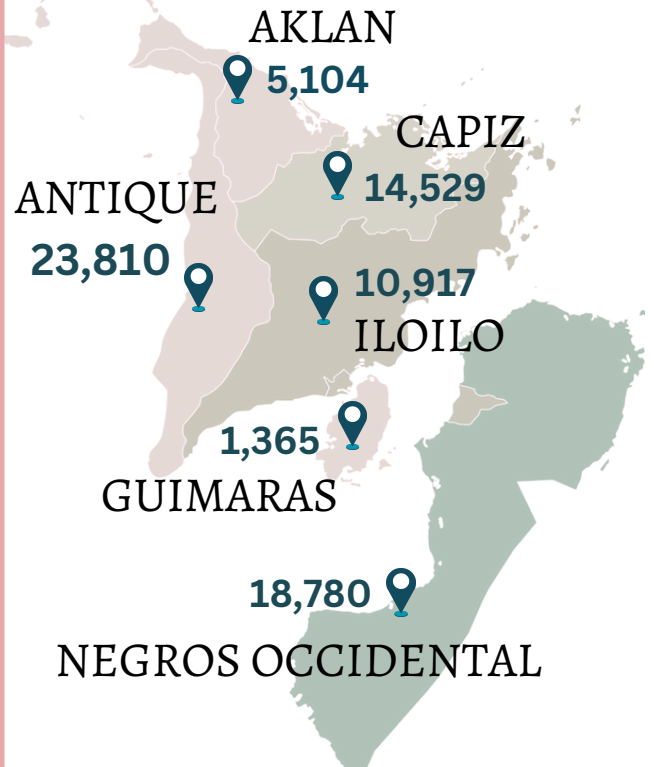 AKLAN
5,104
CAPIZ
14,529
ANTIQUE
23,810
10,917
ILOILO
1,365
GUIMARAS
18,780
NEGROS OCCIDENTAL